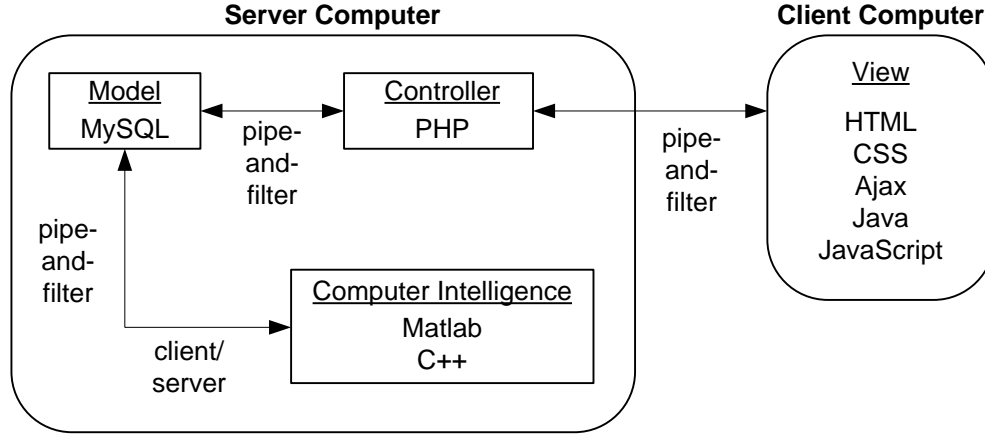 Server Computer
Client Computer
Model
MySQL
pipe-
and-
filter
Controller
PHP
pipe-
and-
filter
View
HTML
CSS
Ajax
Java
JavaScript
pipe-
and-
filter
Computer Intelligence
Matlab
C++
client/
server